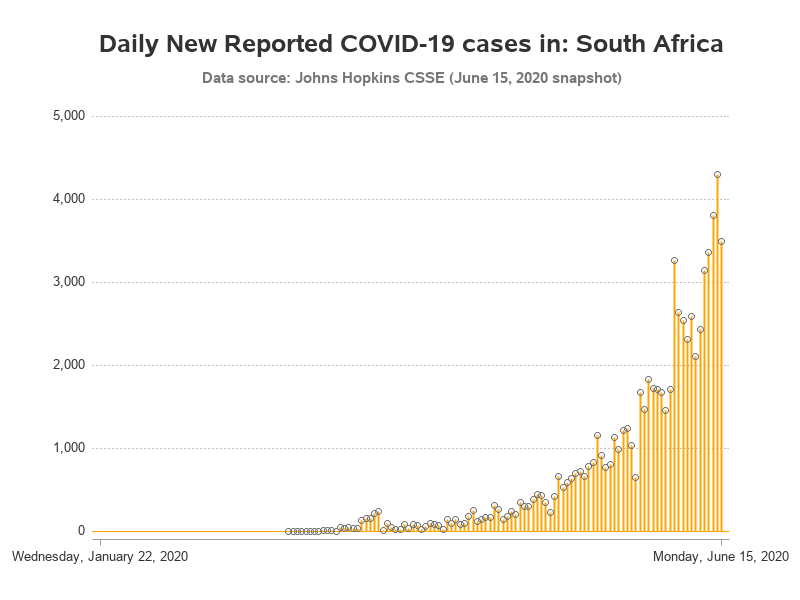 Daily New Reported COVID-19 cases in: South Africa
Data source: Johns Hopkins CSSE (June 15, 2020 snapshot)
5,000
4,000
3,000
2,000
1,000
0
Wednesday, January 22, 2020
Monday, June 15, 2020